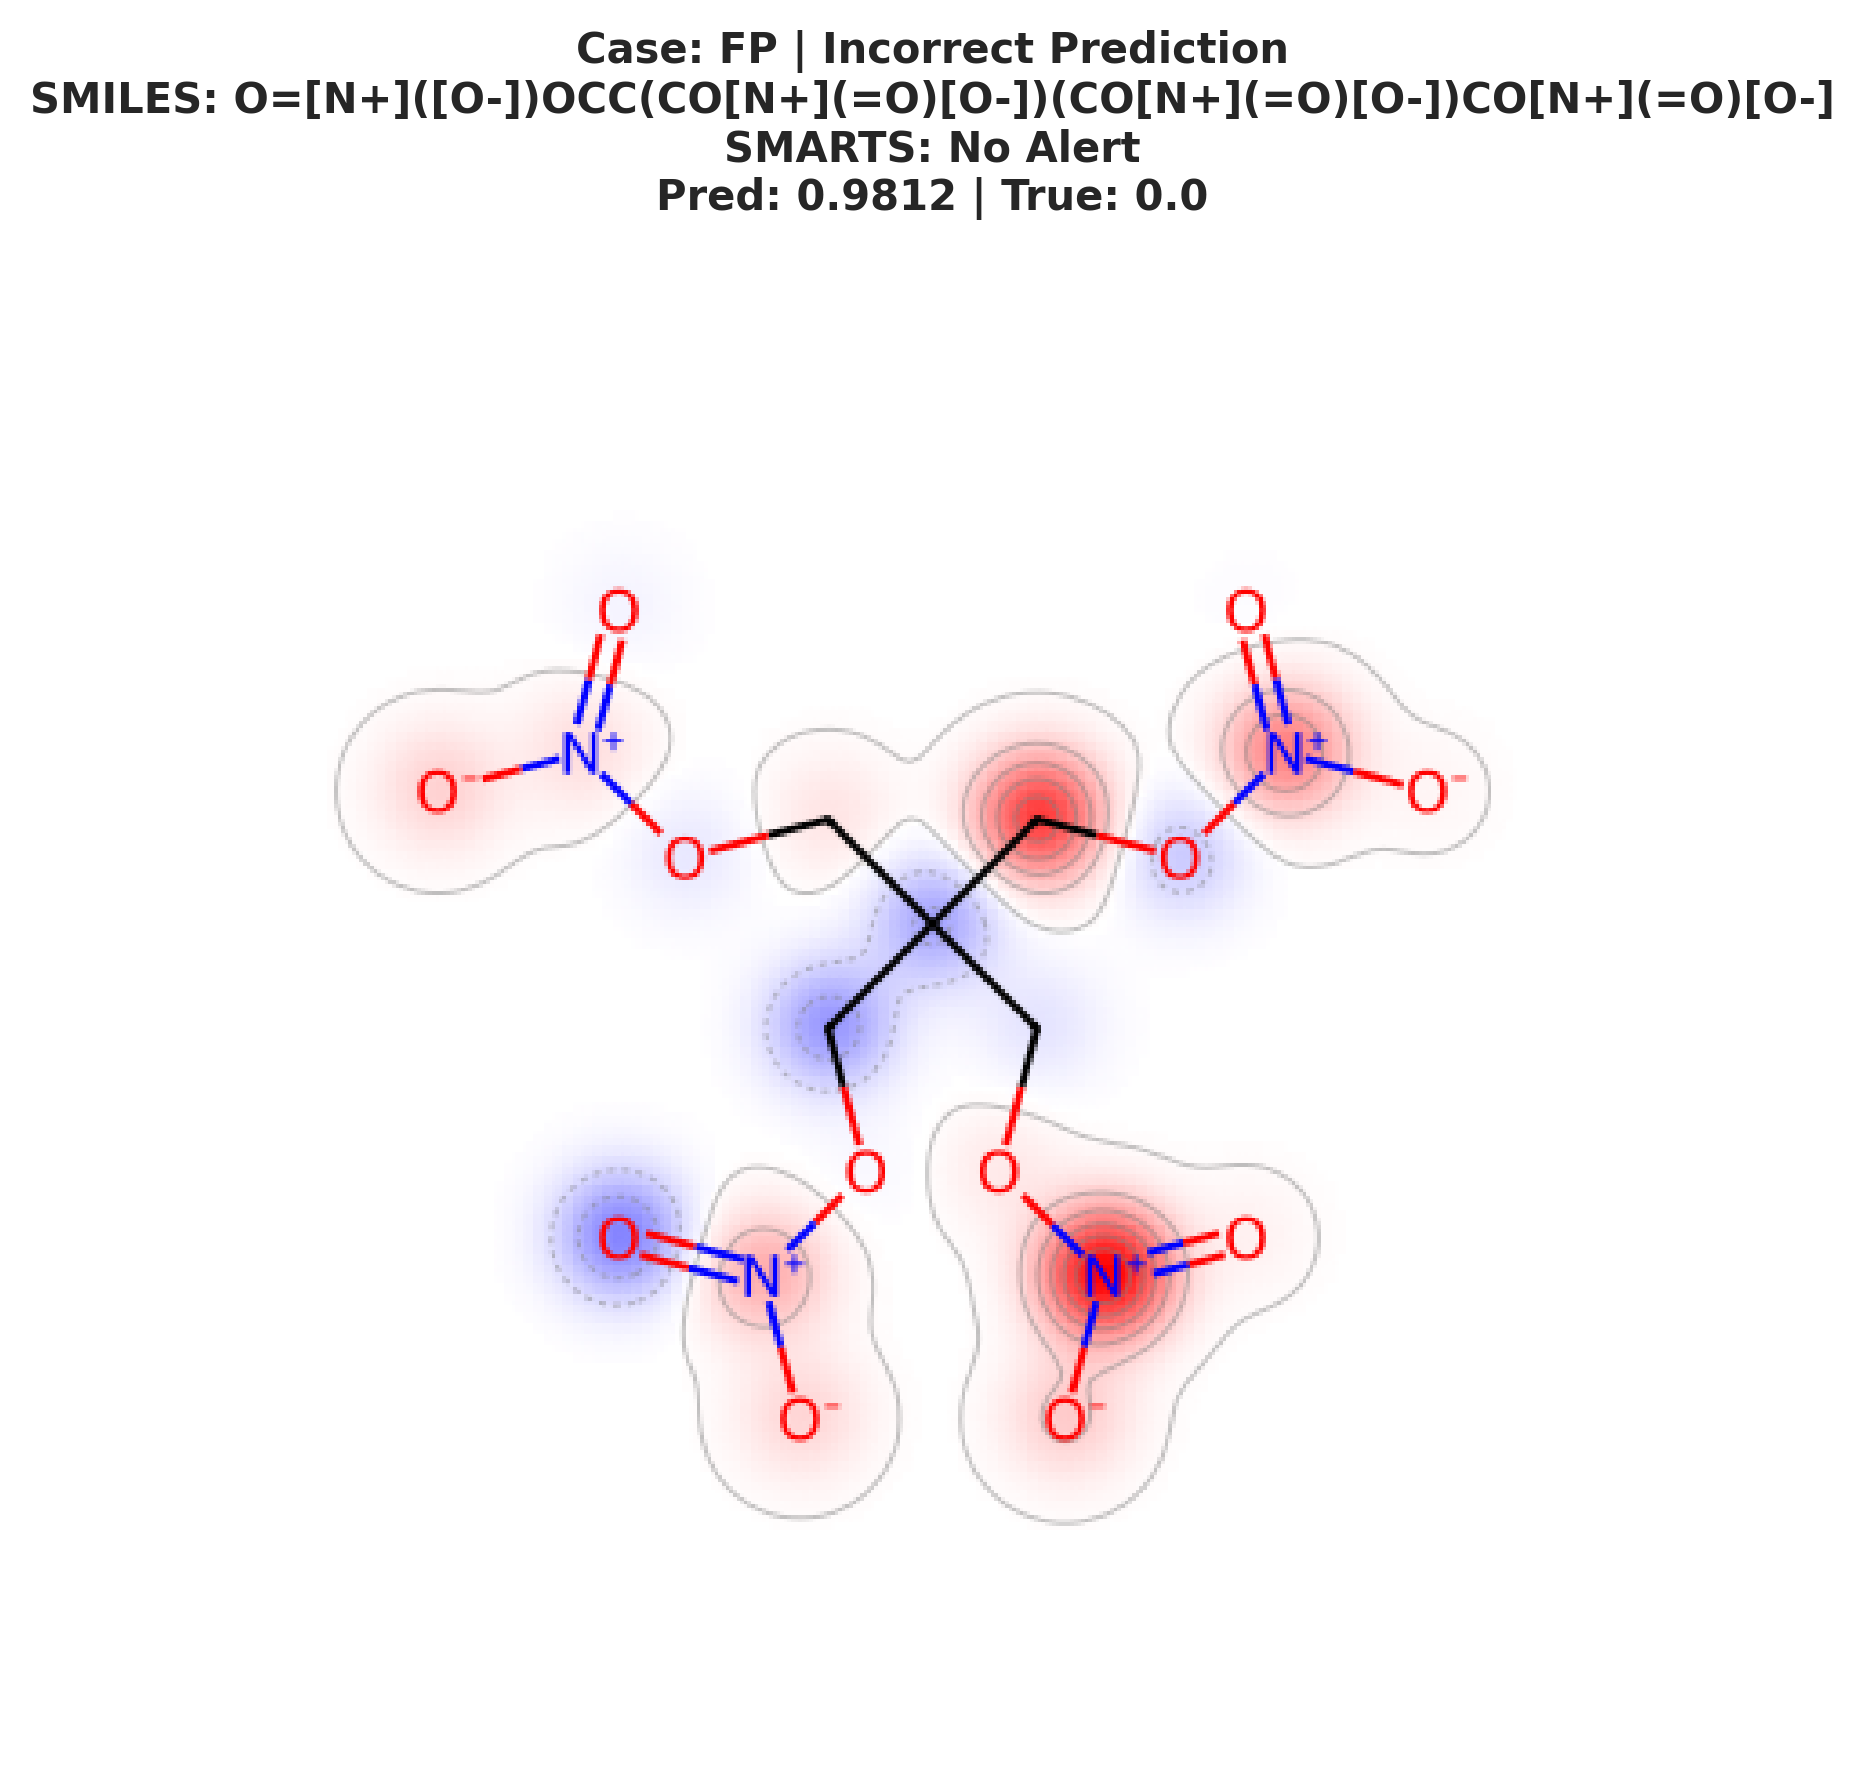 Case: FP | Incorrect Prediction
SMILES: O=[N+]([O-])OCC(CO[N+](=O)[O-])(CO[N+](=O)[O-])CO[N+](=O)[O-]
SMARTS: No Alert
Pred: 0.9812 | True: 0.0
O O
N+ N+
O- O-
O O
O O
O O
N+ N+
O- O-